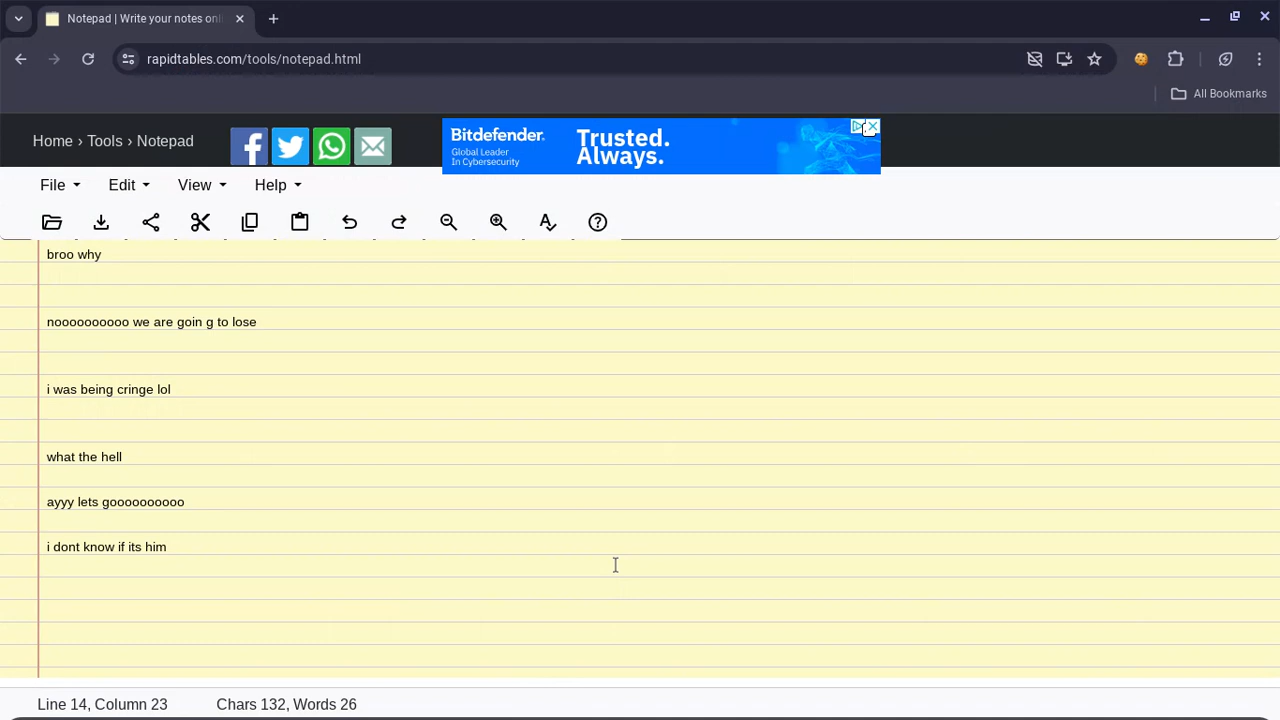 Notepad | Write your notes onl
rapidtables.com/tools/notepad.html
All Bookmarks
Home › Tools › Notepad
Bitdefender.
Global Leader
In Cybersecurity
Trusted.
Always.
File Edit View Help
broo why
noooooooooo we are goin g to lose
i was being cringe lol
what the hell
ayyy lets goooooooooo
i dont know if its him
Line 14, Column 23 Chars 132, Words 26